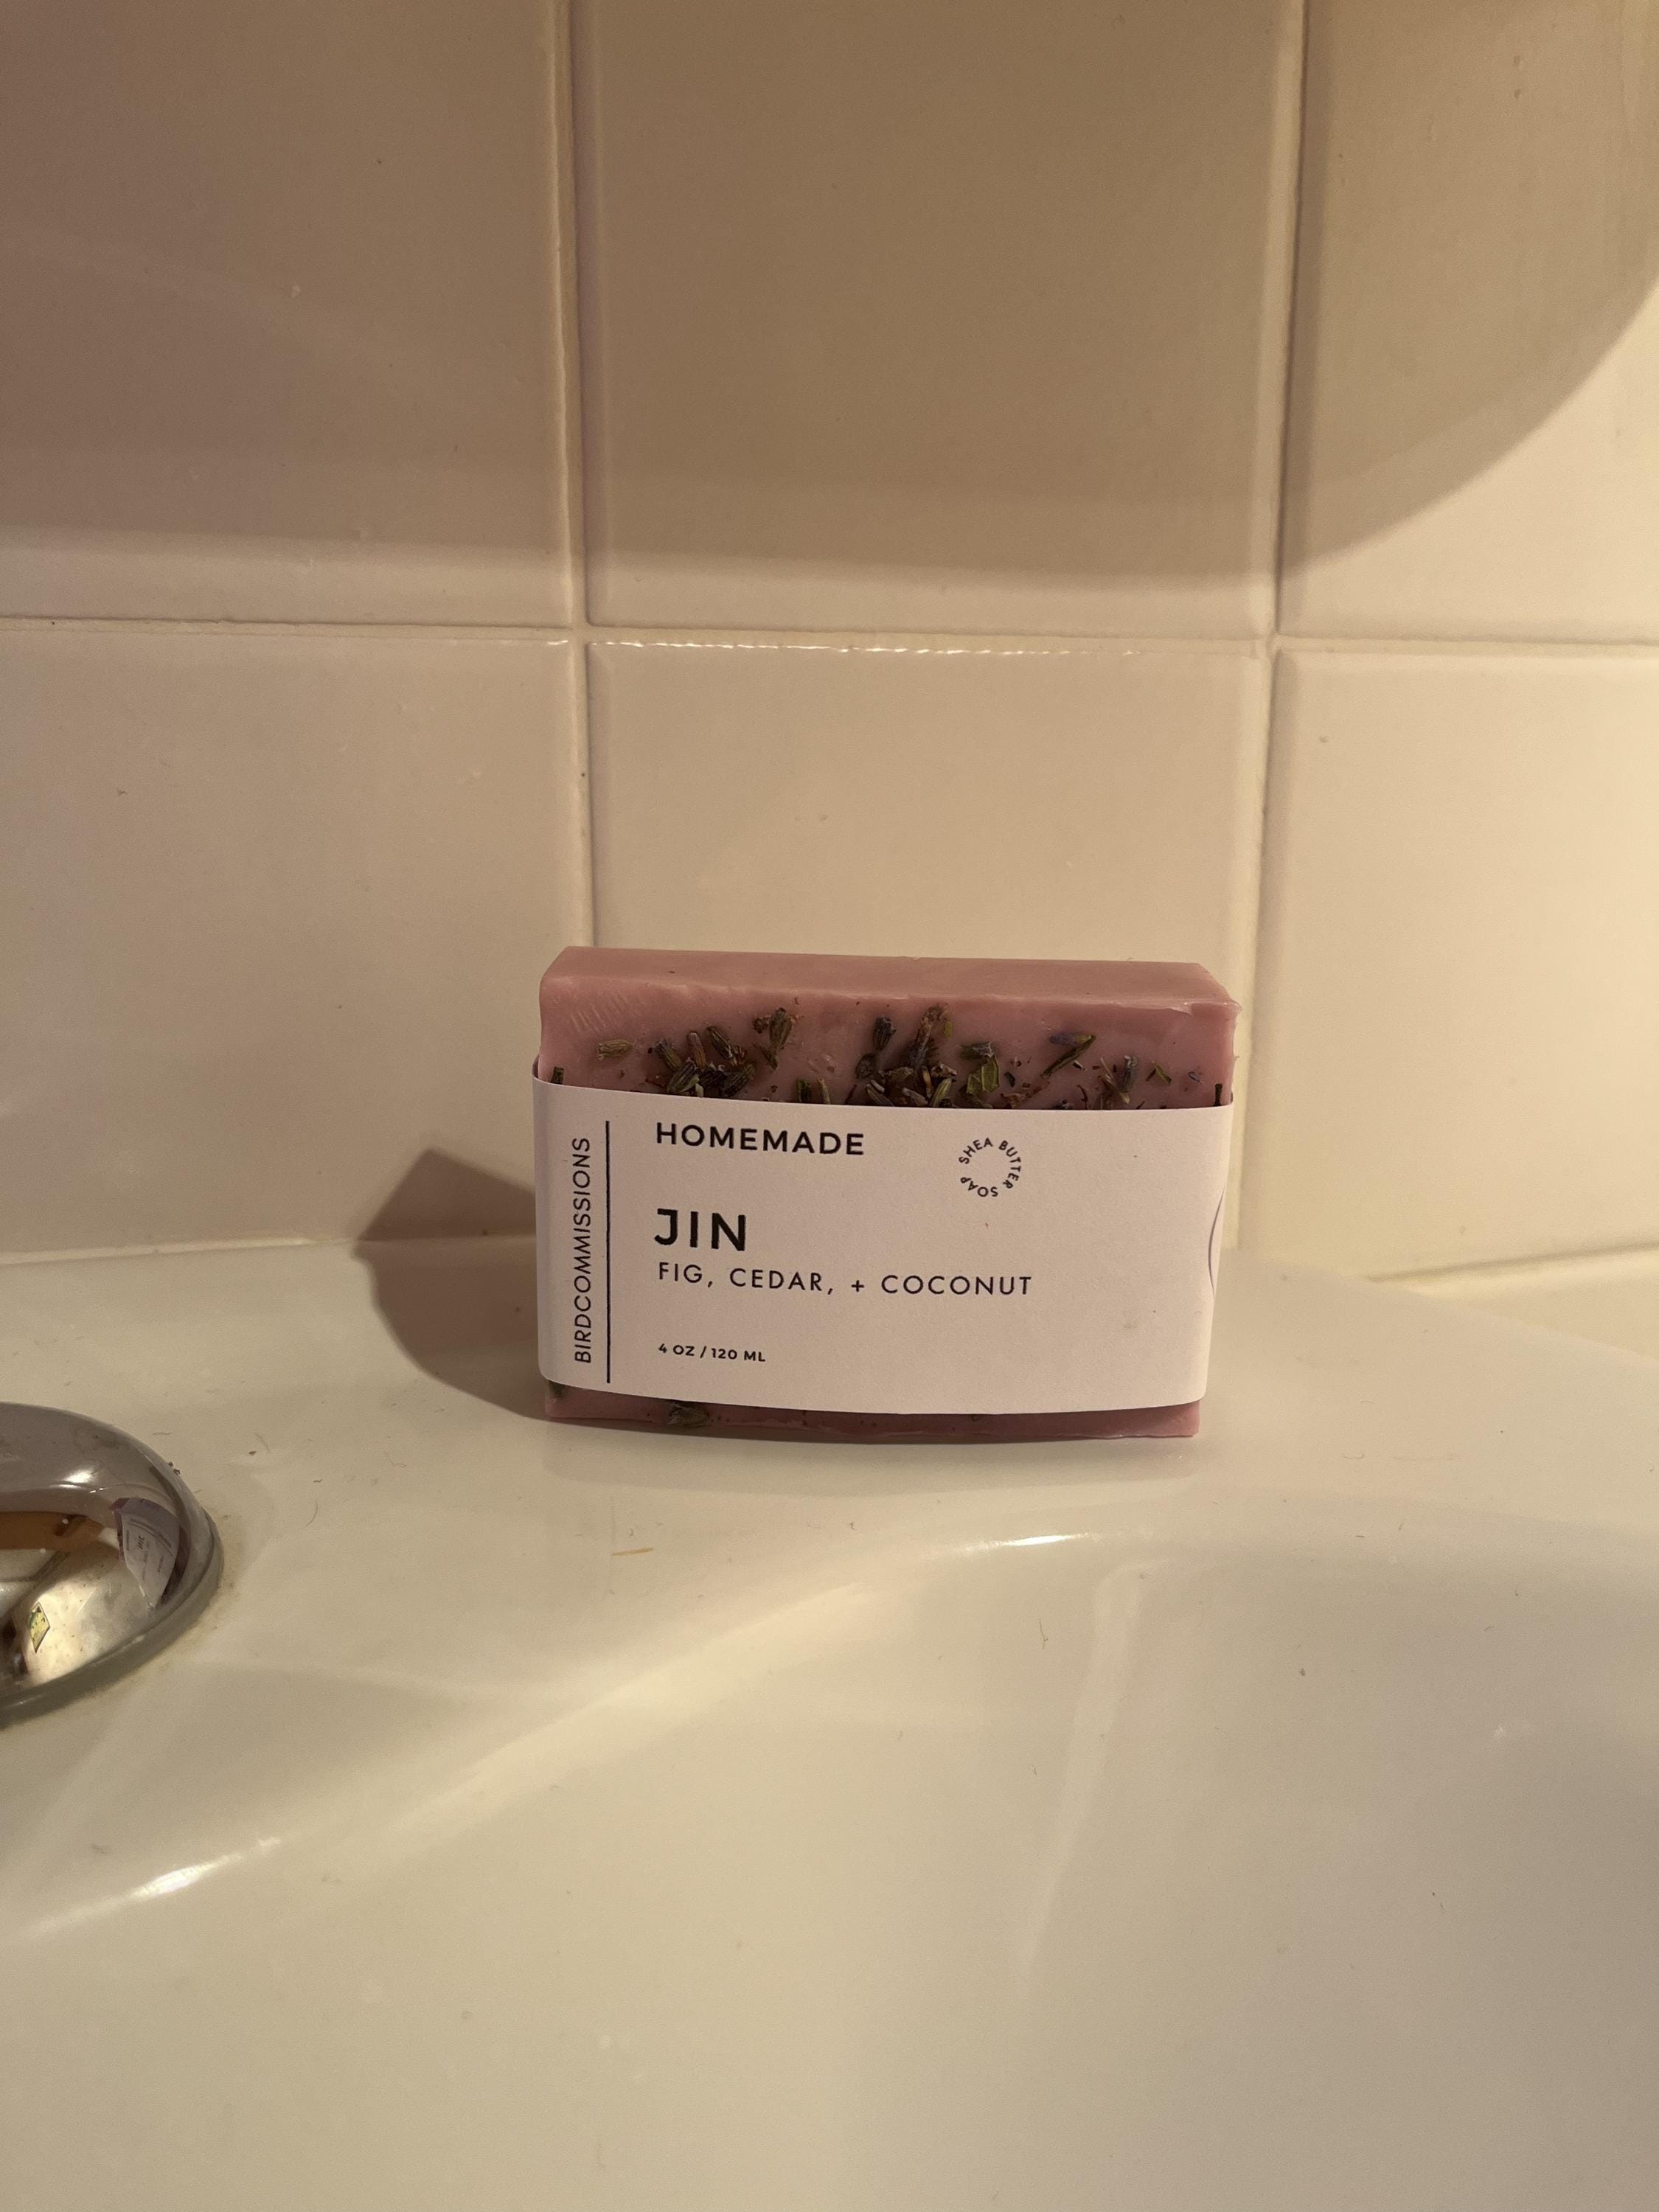 BIRDCOMMISSIONS
HOMEMADE
SHEA BUTTER SOAP
JIN
FIG, CEDAR, + COCONUT
4 OZ / 120 ML